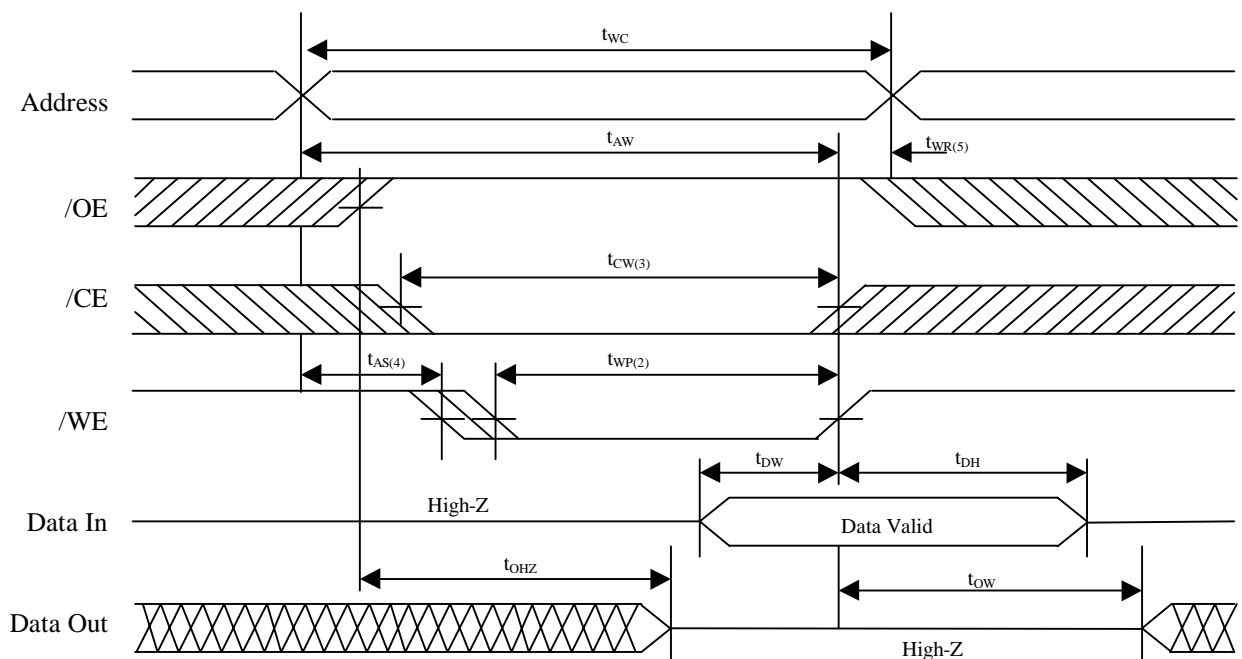 tWC
Address
tAW
tWR(5)
/OE
tCW(3)
/CE
tAS(4)
tWP(2)
/WE
tDW
tDH
High-Z
Data In
Data Valid
tOHZ
tOW
Data Out
High-Z